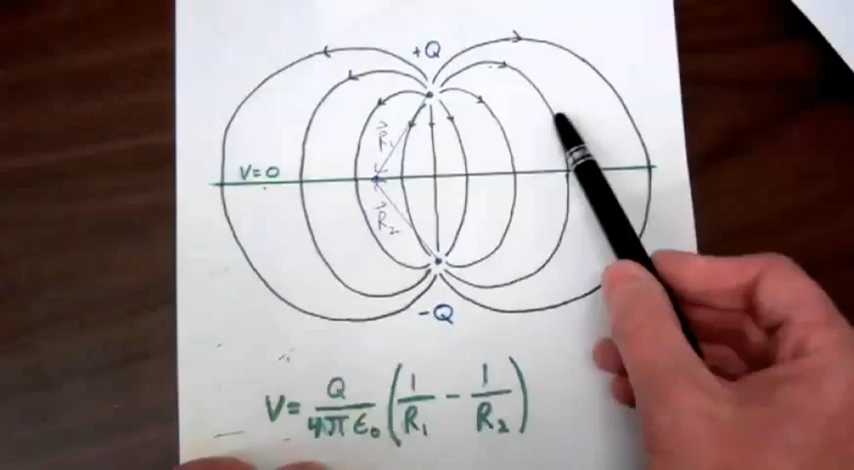 +Q
V=0
R₁
R₂
-Q
V = Q/4πε₀ (1/R₁ - 1/R₂)